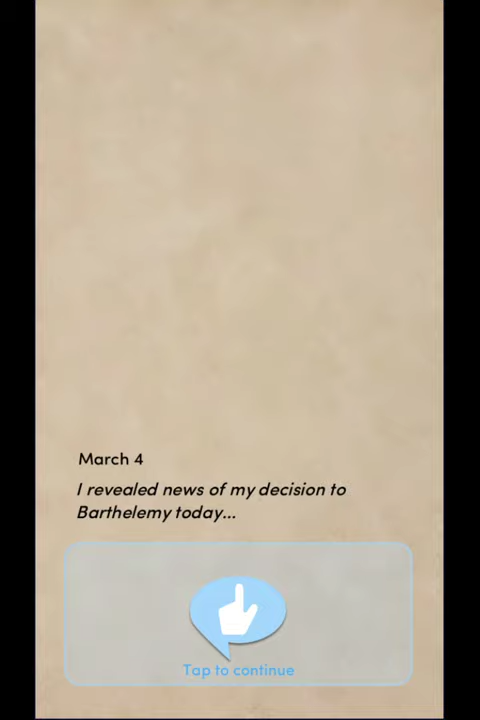 March 4
I revealed news of my decision to
Barthelemy today...
Tap to continue